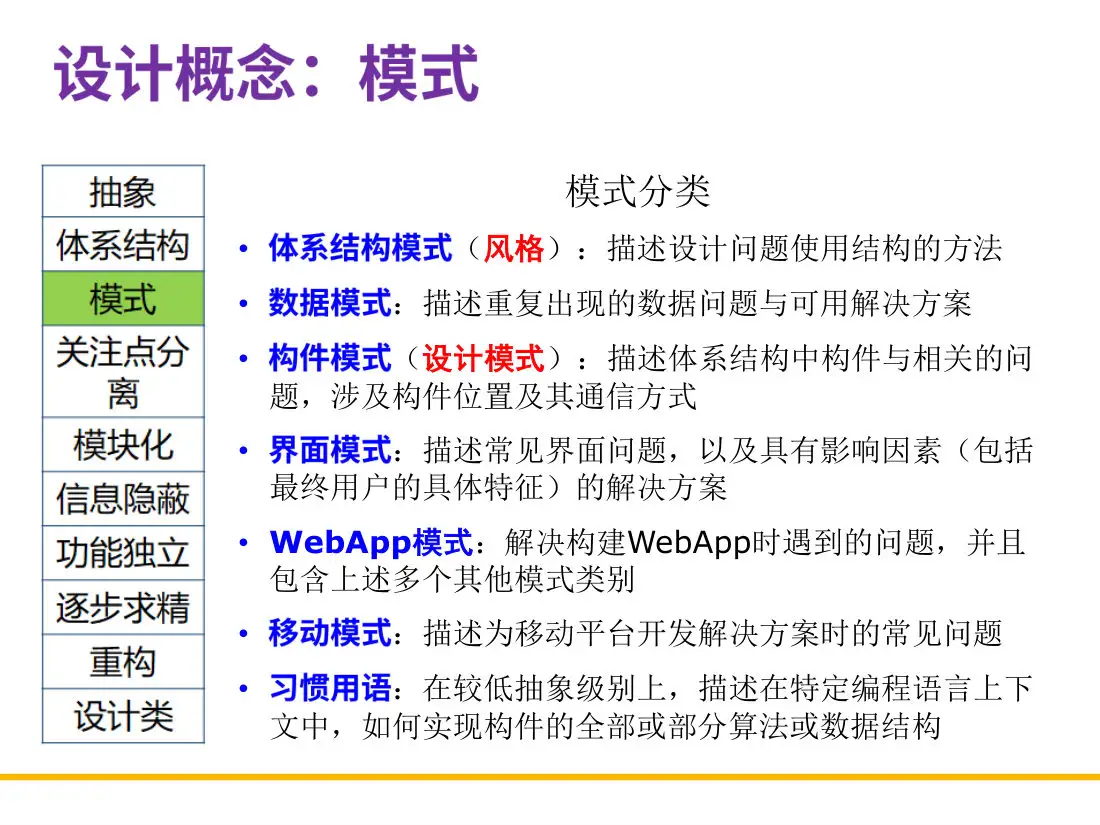 设计概念：模式
抽象
体系结构
模式
关注点分
离
模块化
信息隐蔽
功能独立
逐步求精
重构
设计类
模式分类
• 体系结构模式（风格）：描述设计问题使用结构的方法
• 数据模式：描述重复出现的数据问题与可用解决方案
• 构件模式（设计模式）：描述体系结构中构件与相关的问
题，涉及构件位置及其通信方式
• 界面模式：描述常见界面问题，以及具有影响因素（包括
最终用户的具体特征）的解决方案
• WebApp模式：解决构建WebApp时遇到的问题，并且
包含上述多个其他模式类别
• 移动模式：描述为移动平台开发解决方案时的常见问题
• 习惯用语：在较低抽象级别上，描述在特定编程语言上下
文中，如何实现构件的全部或部分算法或数据结构